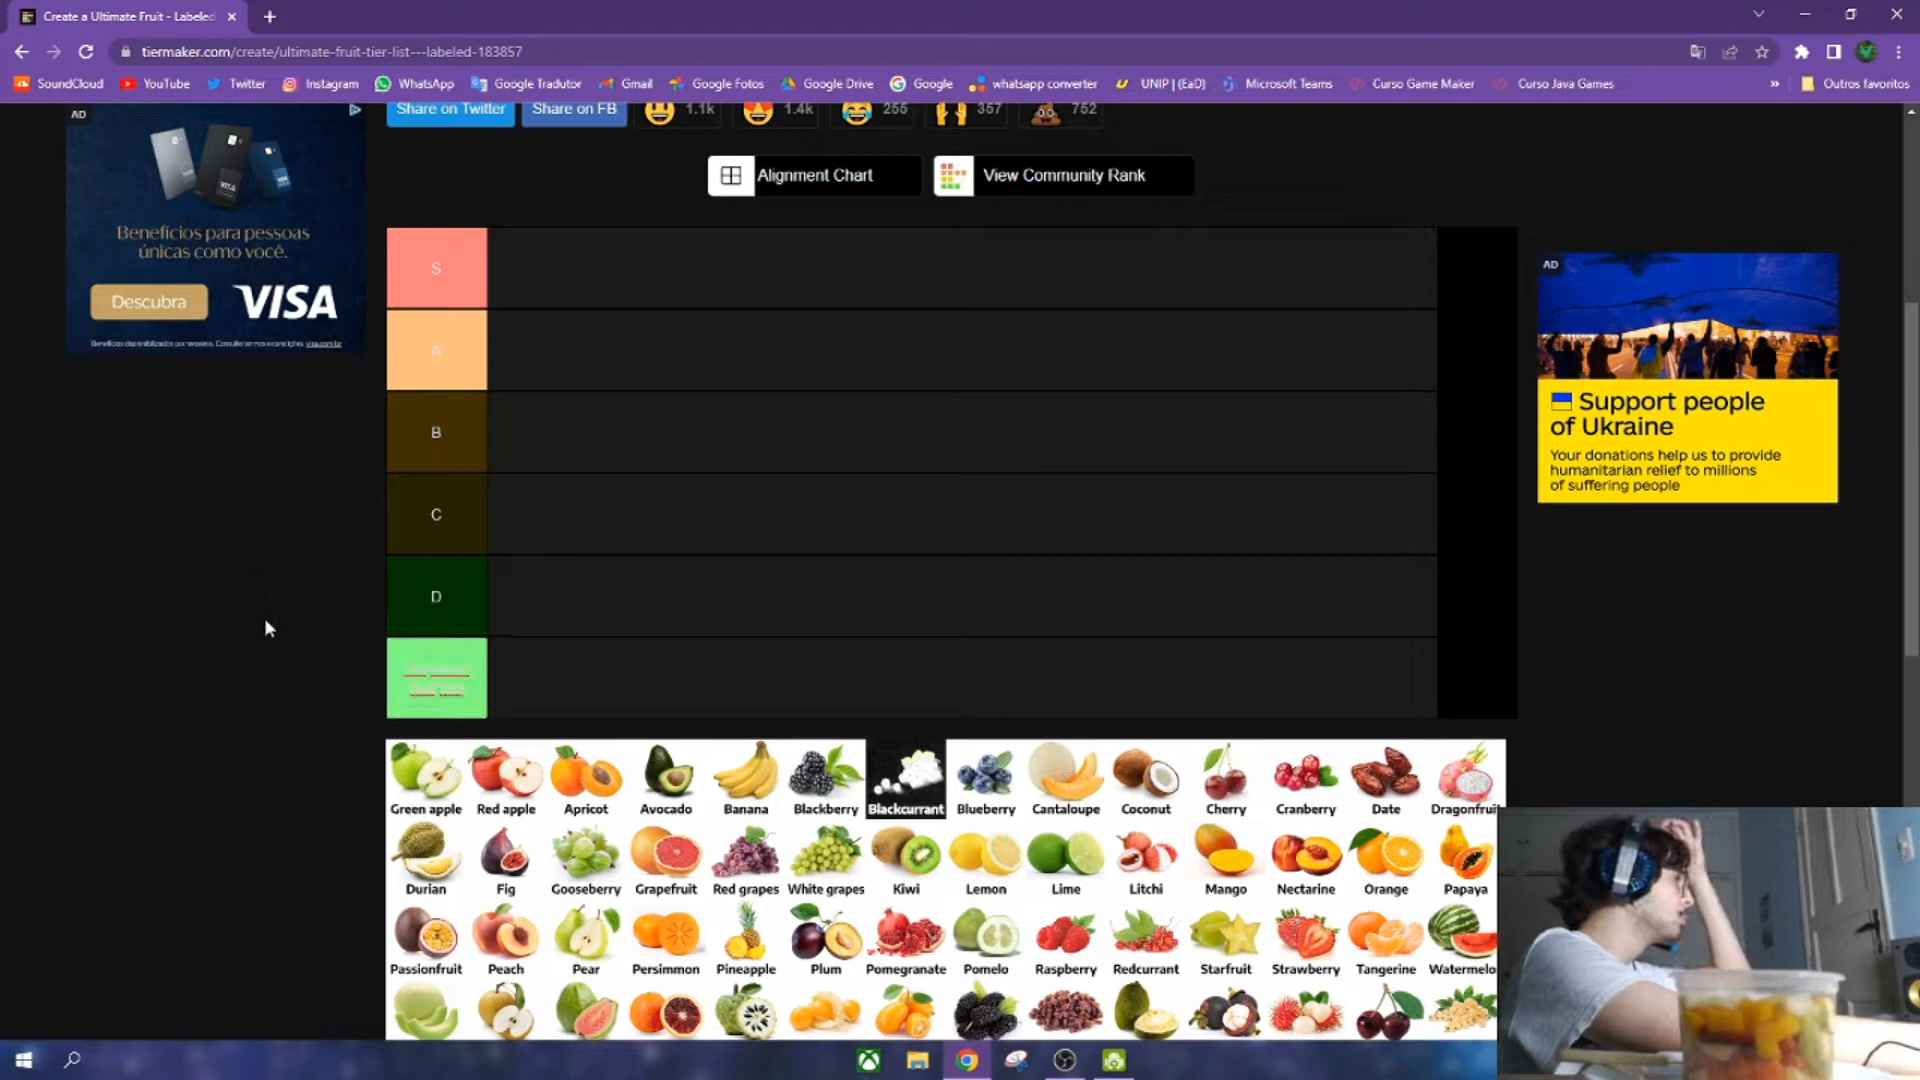 Create a Ultimate Fruit - Labeled
tiermaker.com/create/ultimate-fruit-tier-list---labeled-183857
SoundCloud YouTube Twitter Instagram WhatsApp Google Tradutor Gmail Google Fotos Google Drive Google whatsapp converter UNIP | (EaD) Microsoft Teams Curso Game Maker Curso Java Games » Outros favoritos
AD
Share on Twitter Share on FB 1.1k 1.4k 255 357 752
Alignment Chart View Community Rank
Benefícios para pessoas
únicas como você.
Descubra VISA
S
A
B
C
D
AD
Support people
of Ukraine
Your donations help us to provide
humanitarian relief to millions
of suffering people
Green apple Red apple Apricot Avocado Banana Blackberry Blackcurrant Blueberry Cantaloupe Coconut Cherry Cranberry Date Dragonfruit
Durian Fig Gooseberry Grapefruit Red grapes White grapes Kiwi Lemon Lime Litchi Mango Nectarine Orange Papaya
Passionfruit Peach Pear Persimmon Pineapple Plum Pomegranate Pomelo Raspberry Redcurrant Starfruit Strawberry Tangerine Watermelo